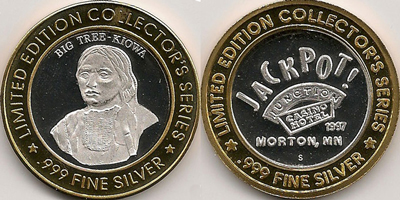 LIMITED EDITION COLLECTOR'S SERIES
BIG TREE-KIOWA
.999 FINE SILVER
LIMITED EDITION COLLECTOR'S SERIES
JACKPOT!
JUNCTION
CASINO
HOTEL
1997
MORTON, MN
S
.999 FINE SILVER